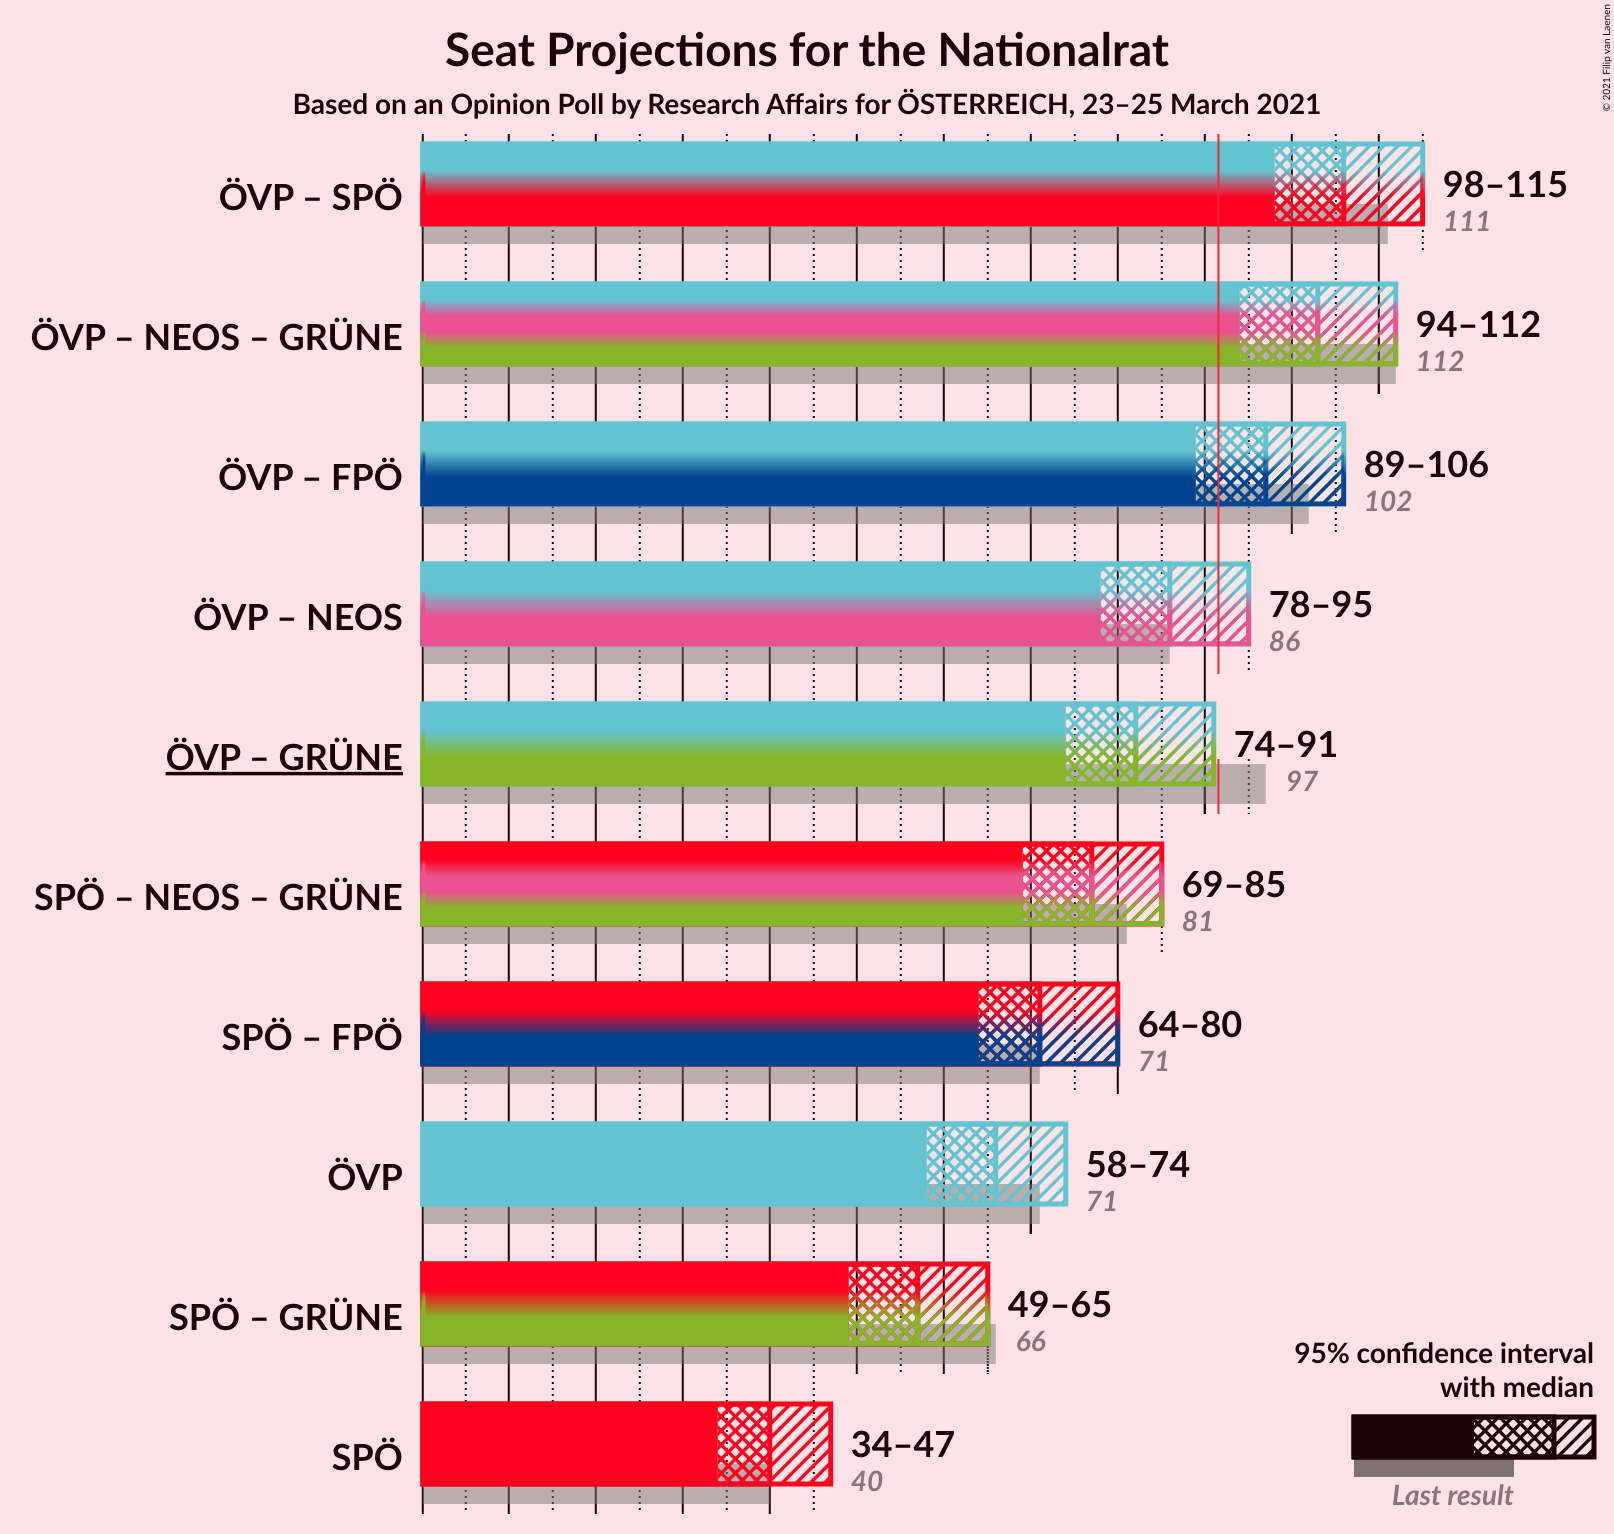 Seat Projections for the Nationalrat
Based on an Opinion Poll by Research Affairs for ÖSTERREICH, 23–25 March 2021
© 2021 Filip van Laenen
ÖVP – SPÖ
98–115
111
ÖVP – NEOS – GRÜNE
94–112
112
ÖVP – FPÖ
89–106
102
ÖVP – NEOS
78–95
86
ÖVP – GRÜNE
74–91
97
SPÖ – NEOS – GRÜNE
69–85
81
SPÖ – FPÖ
64–80
71
ÖVP
58–74
71
SPÖ – GRÜNE
49–65
66
SPÖ
34–47
40
95% confidence interval
with median
Last result